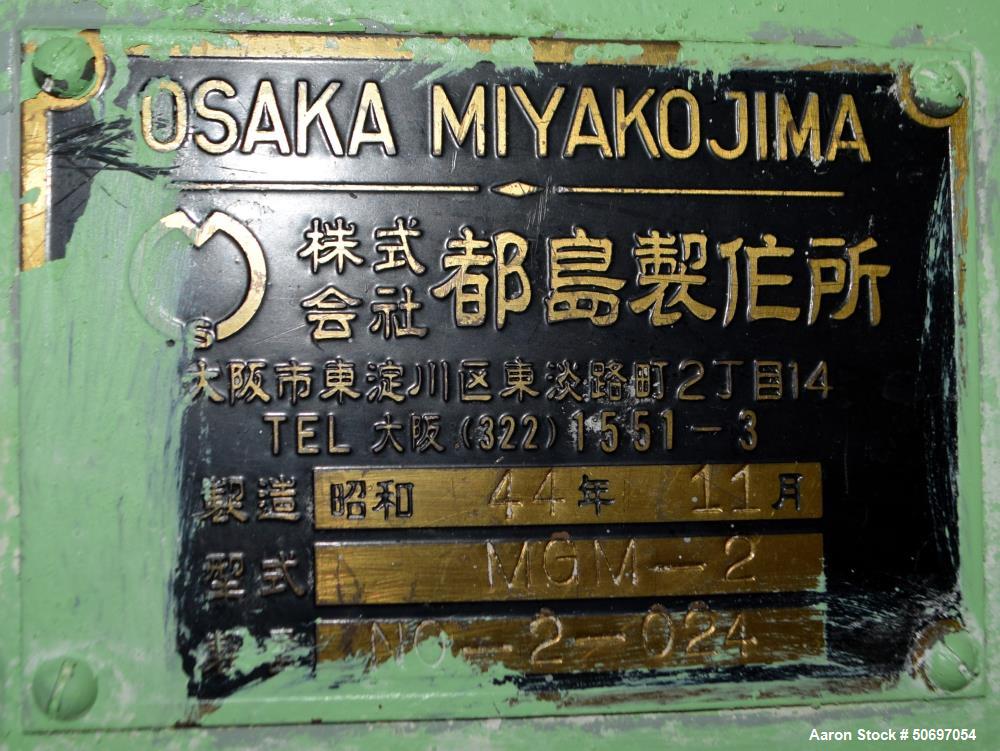 OSAKA MIYAKOJIMA
株式会社 都島製作所
S
大阪市東淀川区東淡路町2丁目14
TEL 大阪 (322) 1551-3
製造 昭和 44年 11月
型式 MGM-2
NO-2-024
Aaron Stock # 50697054